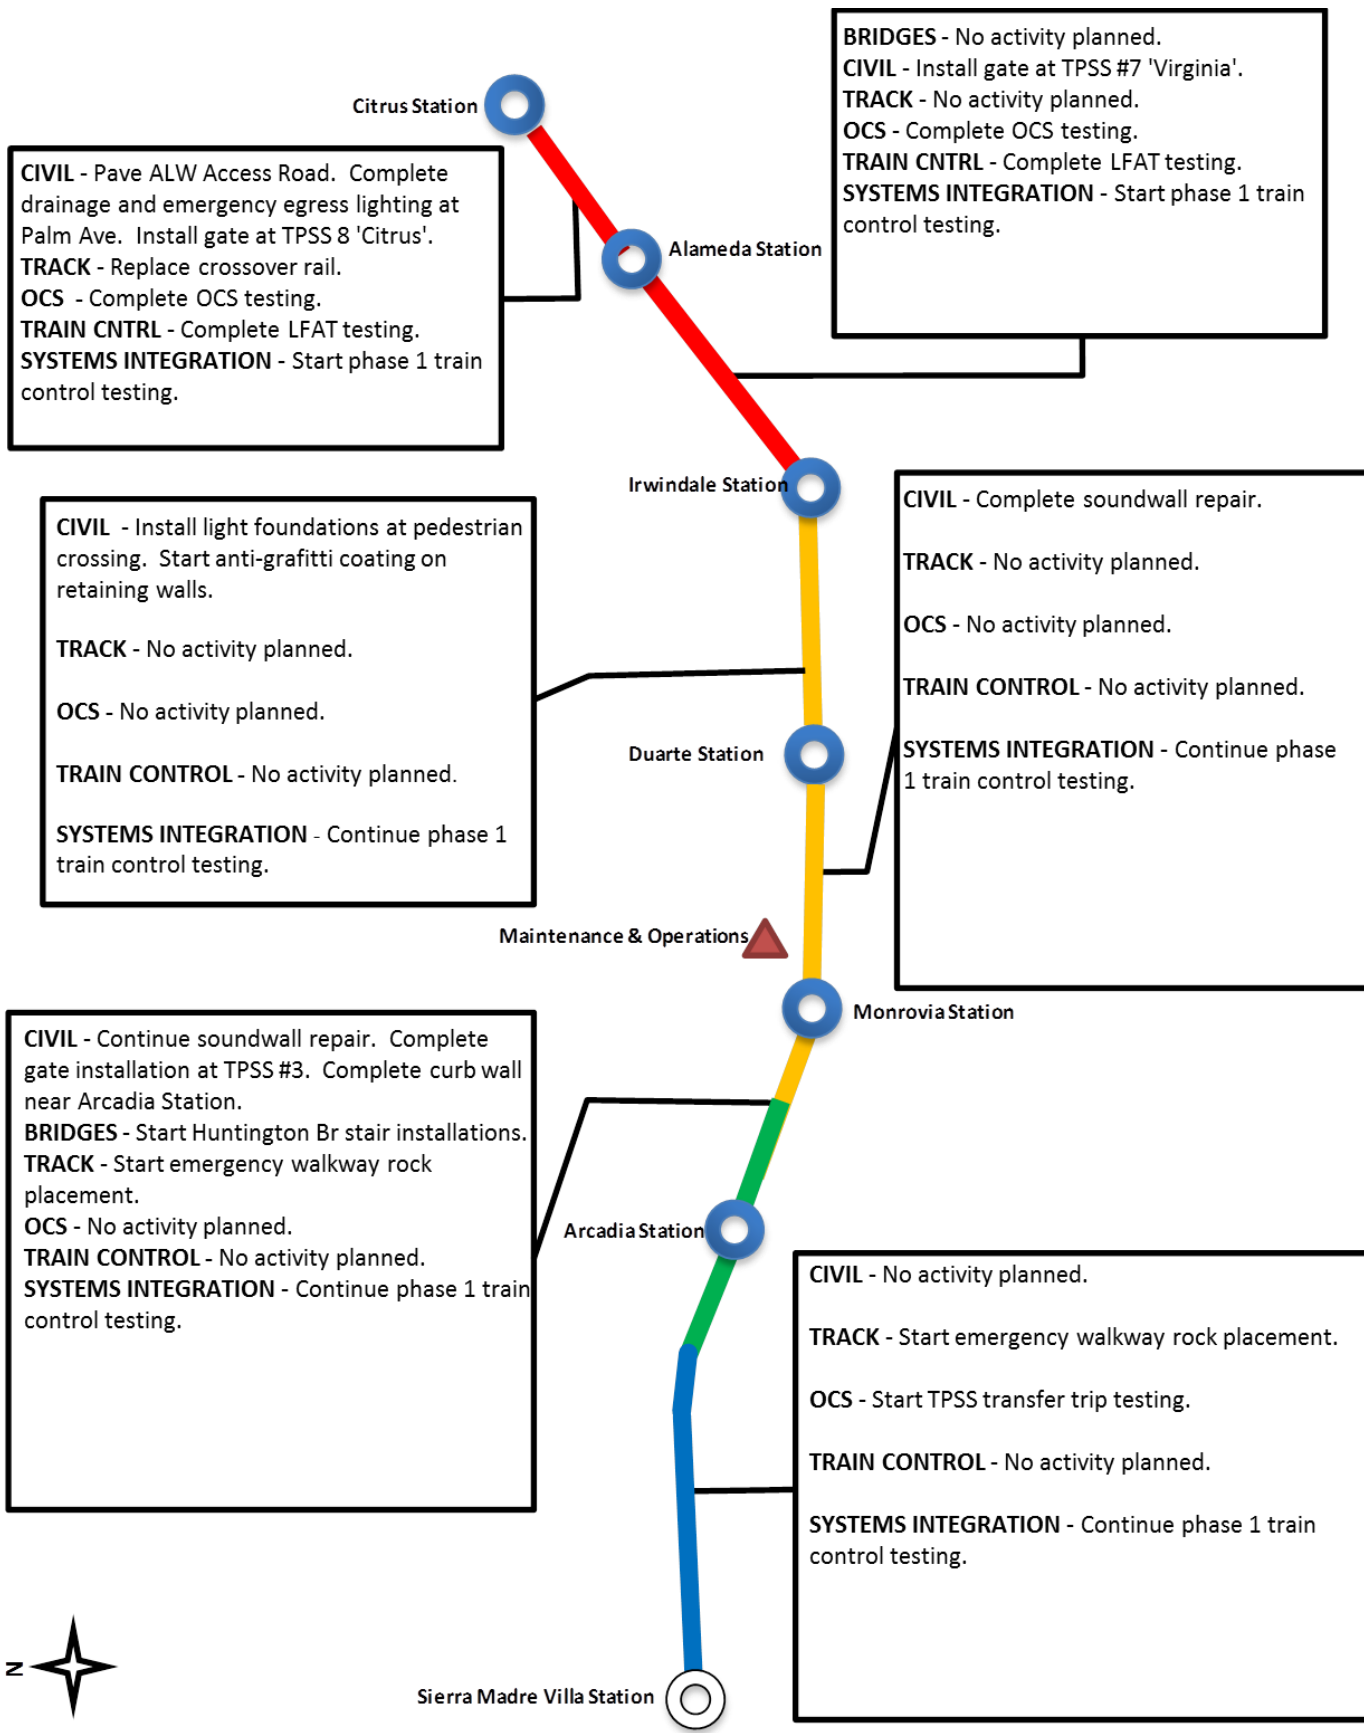 BRIDGES - No activity planned.
CIVIL - Install gate at TPSS #7 'Virginia'.
TRACK - No activity planned.
OCS - Complete OCS testing.
TRAIN CNTRL - Complete LFAT testing.
SYSTEMS INTEGRATION - Start phase 1 train
control testing.
Citrus Station
CIVIL - Pave ALW Access Road.  Complete
drainage and emergency egress lighting at
Palm Ave.  Install gate at TPSS 8 'Citrus'.
TRACK - Replace crossover rail.
OCS  - Complete OCS testing.
TRAIN CNTRL - Complete LFAT testing.
SYSTEMS INTEGRATION - Start phase 1 train
control testing.
Alameda Station
Irwindale Station
CIVIL - Complete soundwall repair.
TRACK - No activity planned.
OCS - No activity planned.
TRAIN CONTROL - No activity planned.
SYSTEMS INTEGRATION - Continue phase
1 train control testing.
CIVIL  - Install light foundations at pedestrian
crossing.  Start anti-grafitti coating on
retaining walls.
TRACK - No activity planned.
OCS - No activity planned.
TRAIN CONTROL - No activity planned.
SYSTEMS INTEGRATION - Continue phase 1
train control testing.
Duarte Station
Maintenance & Operations
Monrovia Station
CIVIL - Continue soundwall repair.  Complete
gate installation at TPSS #3.  Complete curb wall
near Arcadia Station.
BRIDGES - Start Huntington Br stair installations.
TRACK - Start emergency walkway rock
placement.
OCS - No activity planned.
TRAIN CONTROL - No activity planned.
SYSTEMS INTEGRATION - Continue phase 1 train
control testing.
Arcadia Station
CIVIL - No activity planned.
TRACK - Start emergency walkway rock placement.
OCS - Start TPSS transfer trip testing.
TRAIN CONTROL - No activity planned.
SYSTEMS INTEGRATION - Continue phase 1 train
control testing.
N
Sierra Madre Villa Station